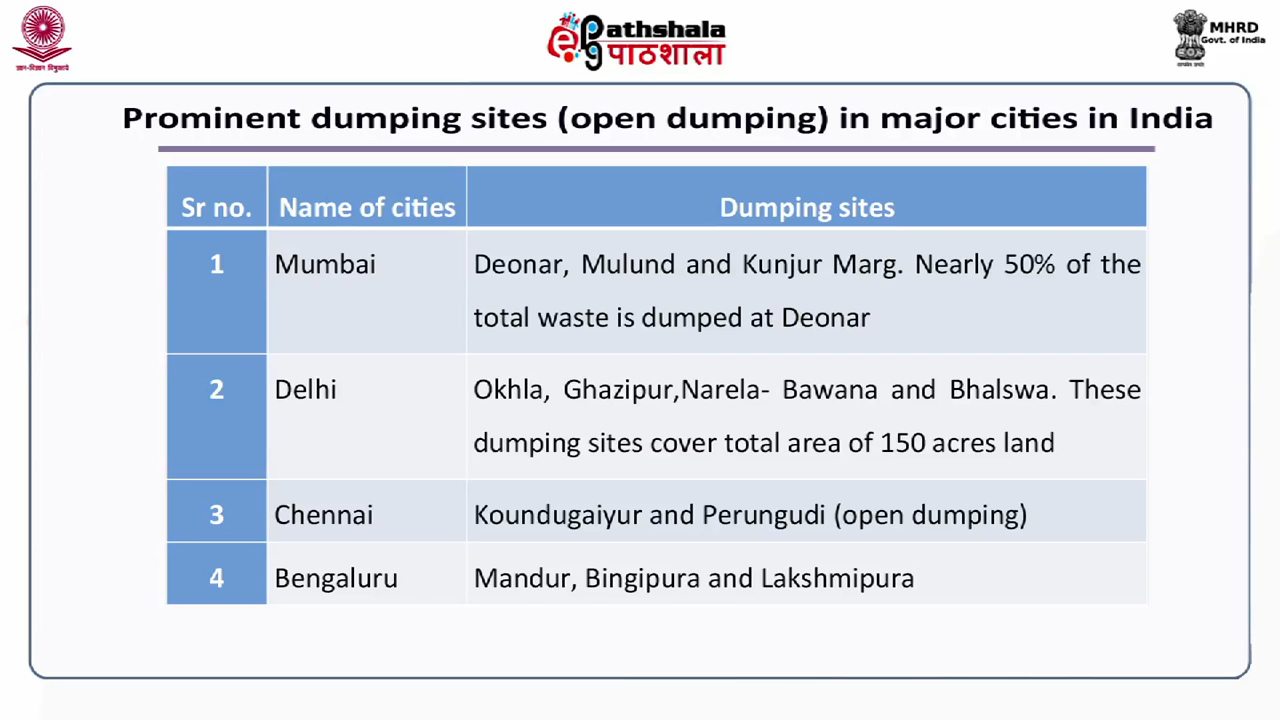 Pathshala
पाठशाला
MHRD
Govt. of India
Prominent dumping sites (open dumping) in major cities in India
Sr no. Name of cities Dumping sites
1 Mumbai Deonar, Mulund and Kunjur Marg. Nearly 50% of the
total waste is dumped at Deonar
2 Delhi Okhla, Ghazipur,Narela- Bawana and Bhalswa. These
dumping sites cover total area of 150 acres land
3 Chennai Koundugaiyur and Perungudi (open dumping)
4 Bengaluru Mandur, Bingipura and Lakshmipura